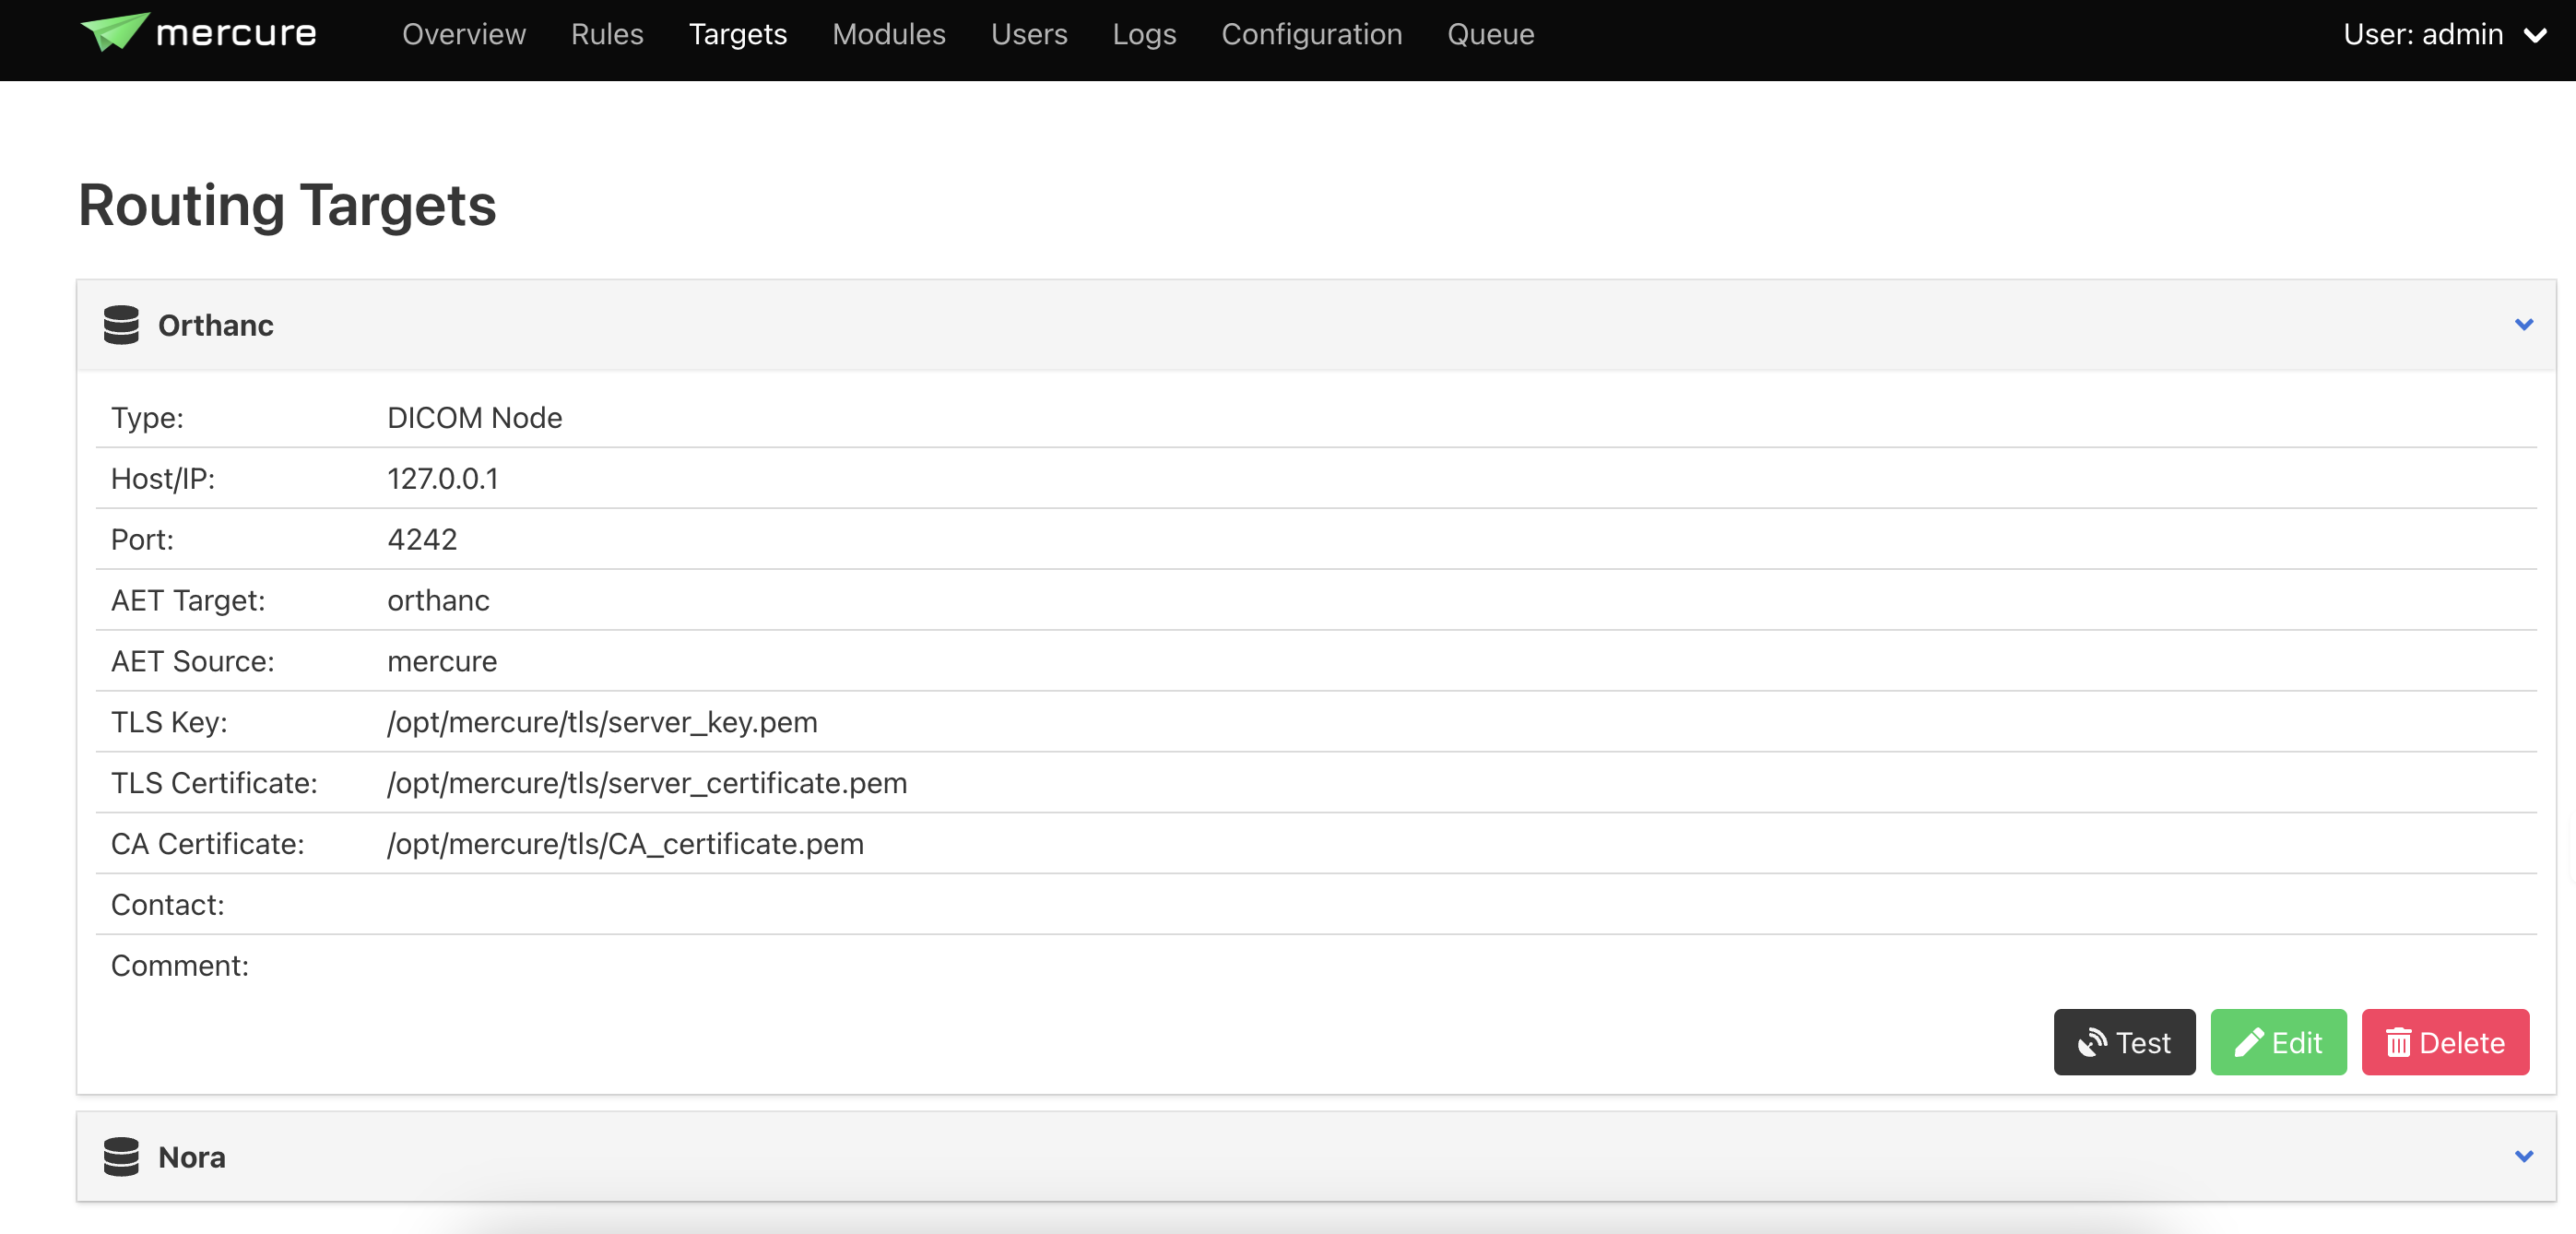 mercure Overview Rules Targets Modules Users Logs Configuration Queue User: admin
Routing Targets
Orthanc
Type: DICOM Node
Host/IP: 127.0.0.1
Port: 4242
AET Target: orthanc
AET Source: mercure
TLS Key: /opt/mercure/tls/server_key.pem
TLS Certificate: /opt/mercure/tls/server_certificate.pem
CA Certificate: /opt/mercure/tls/CA_certificate.pem
Contact:
Comment:
Test Edit Delete
Nora